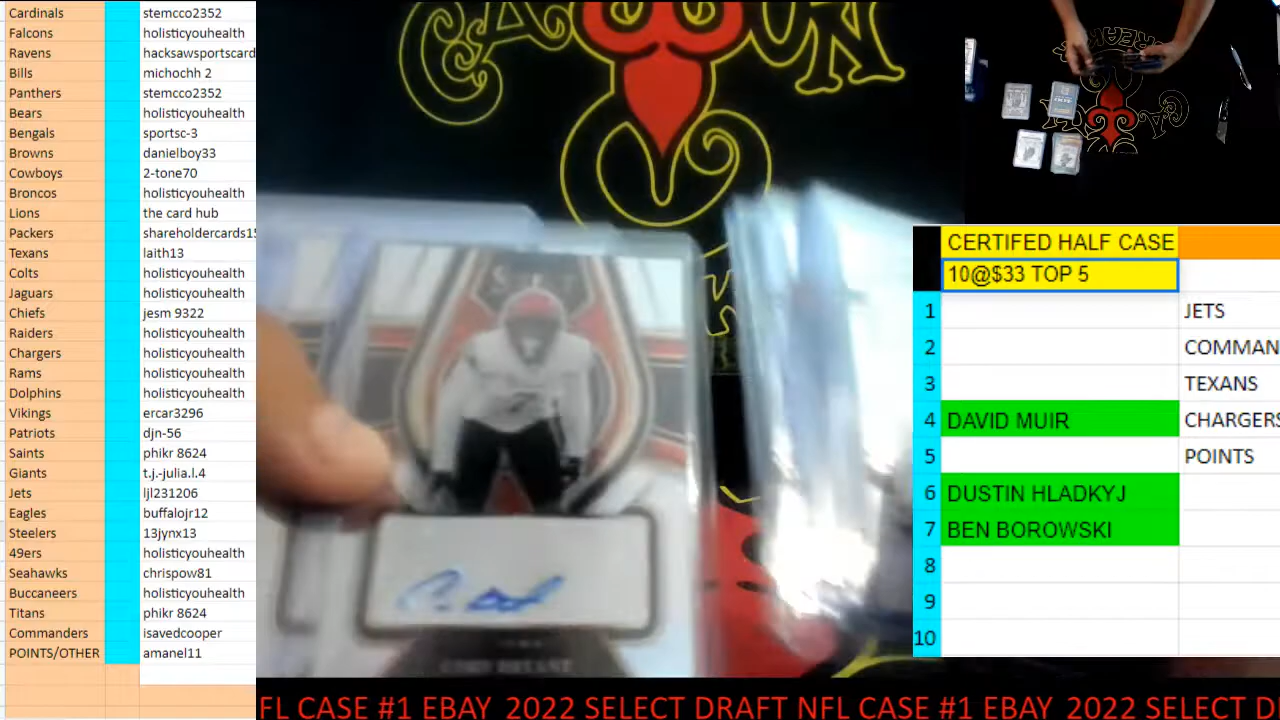 Cardinals stemcco2352
Falcons holisticyouhealth
Ravens hacksawsportscard
Bills michochh 2
Panthers stemcco2352
Bears holisticyouhealth
Bengals sportsc-3
Browns danielboy33
Cowboys 2-tone70
Broncos holisticyouhealth
Lions the card hub
Packers shareholdercards15
Texans laith13
Colts holisticyouhealth
Jaguars holisticyouhealth
Chiefs jesm 9322
Raiders holisticyouhealth
Chargers holisticyouhealth
Rams holisticyouhealth
Dolphins holisticyouhealth
Vikings ercar3296
Patriots djn-56
Saints phikr 8624
Giants t.j.-julia.l.4
Jets ljl231206
Eagles buffalojr12
Steelers 13jynx13
49ers holisticyouhealth
Seahawks chrispow81
Buccaneers holisticyouhealth
Titans phikr 8624
Commanders isavedcooper
POINTS/OTHER amanel11
CERTIFED HALF CASE
10@$33 TOP 5
1 JETS
2 COMMAN
3 TEXANS
4 DAVID MUIR CHARGERS
5 POINTS
6 DUSTIN HLADKYJ
7 BEN BOROWSKI
8
9
10
FL CASE #1 EBAY 2022 SELECT DRAFT NFL CASE #1 EBAY 2022 SELECT D